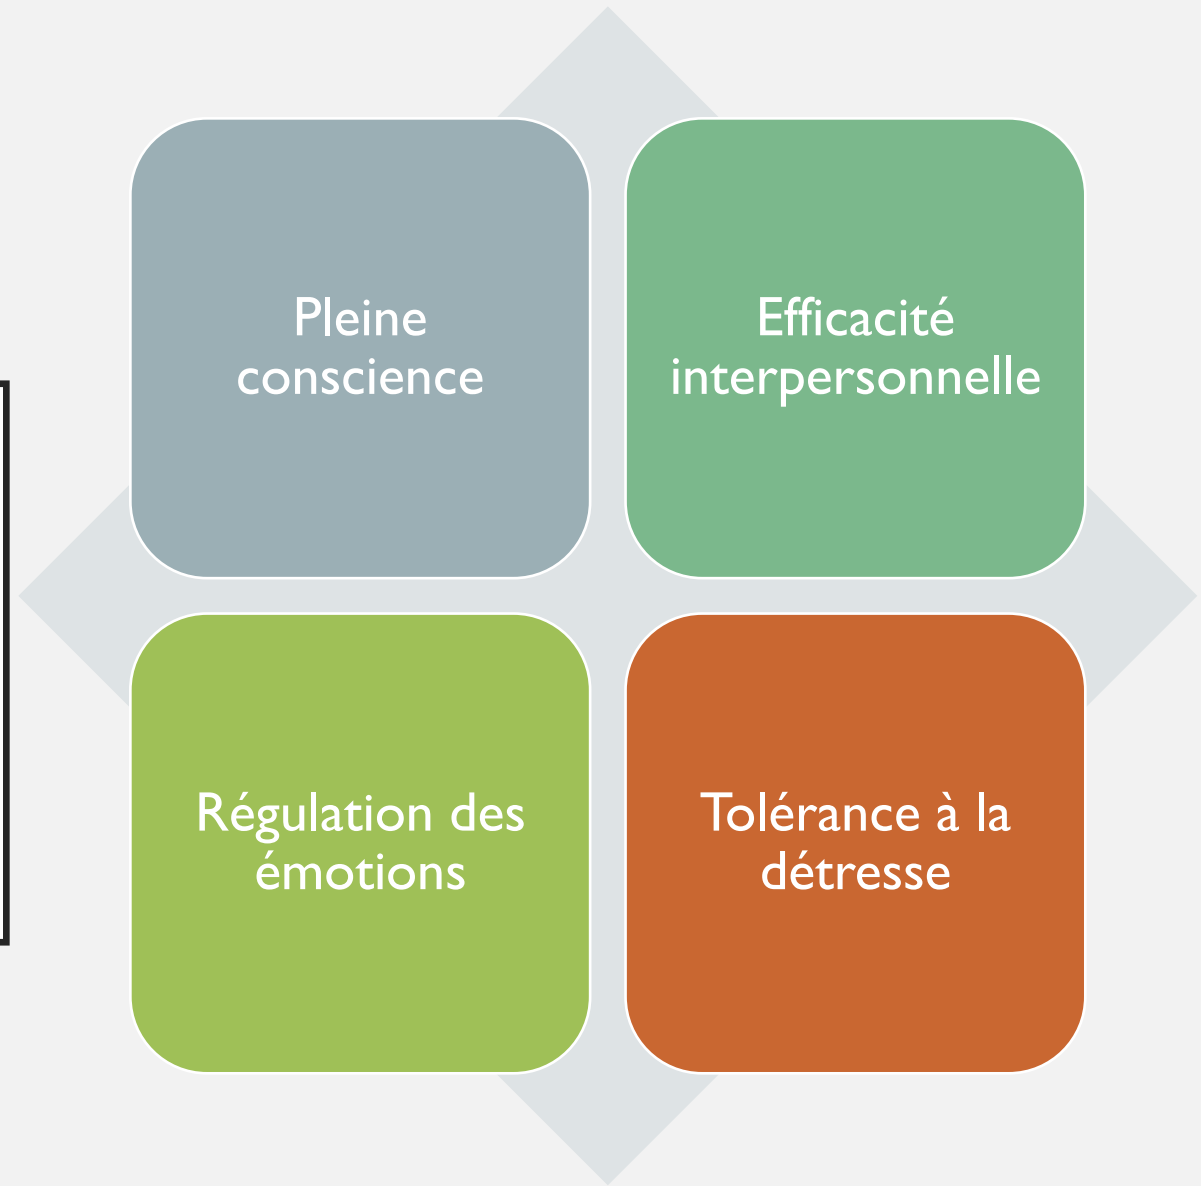 Pleine
conscience
Efficacité
interpersonnelle
Régulation des
émotions
Tolérance à la
détresse